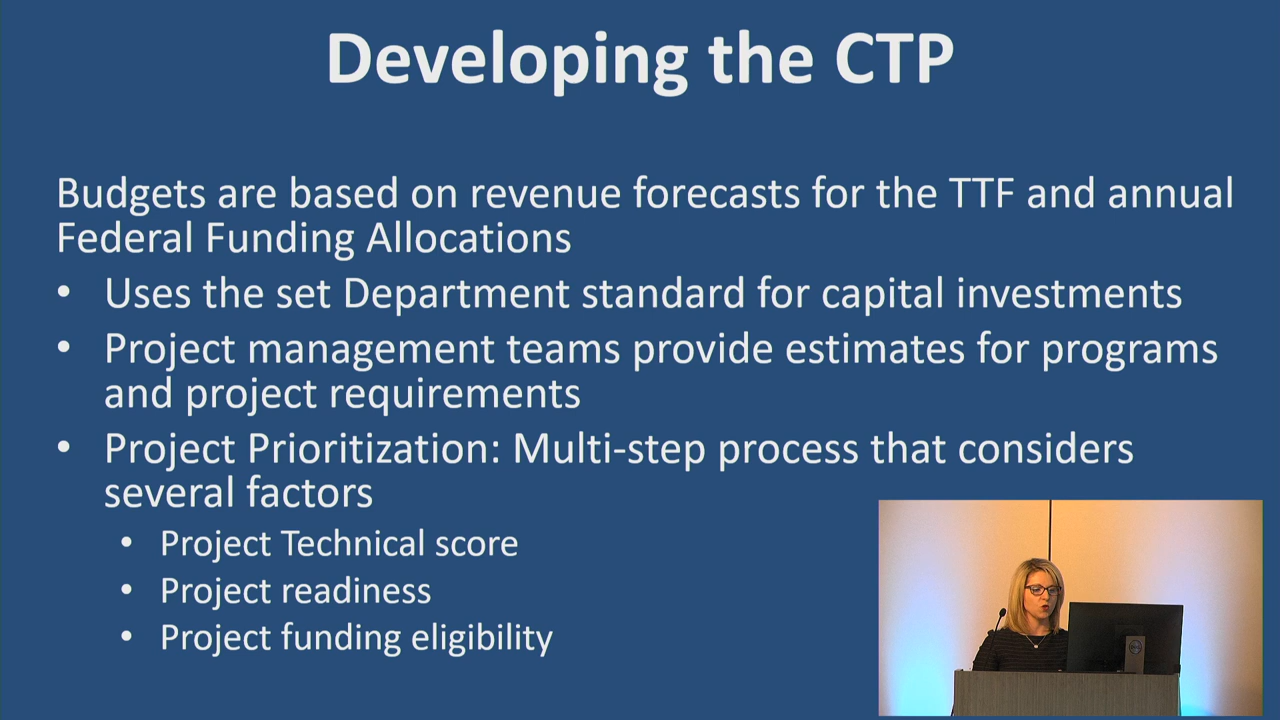 Developing the CTP
Budgets are based on revenue forecasts for the TTF and annual
Federal Funding Allocations
• Uses the set Department standard for capital investments
• Project management teams provide estimates for programs
and project requirements
• Project Prioritization: Multi-step process that considers
several factors
• Project Technical score
• Project readiness
• Project funding eligibility